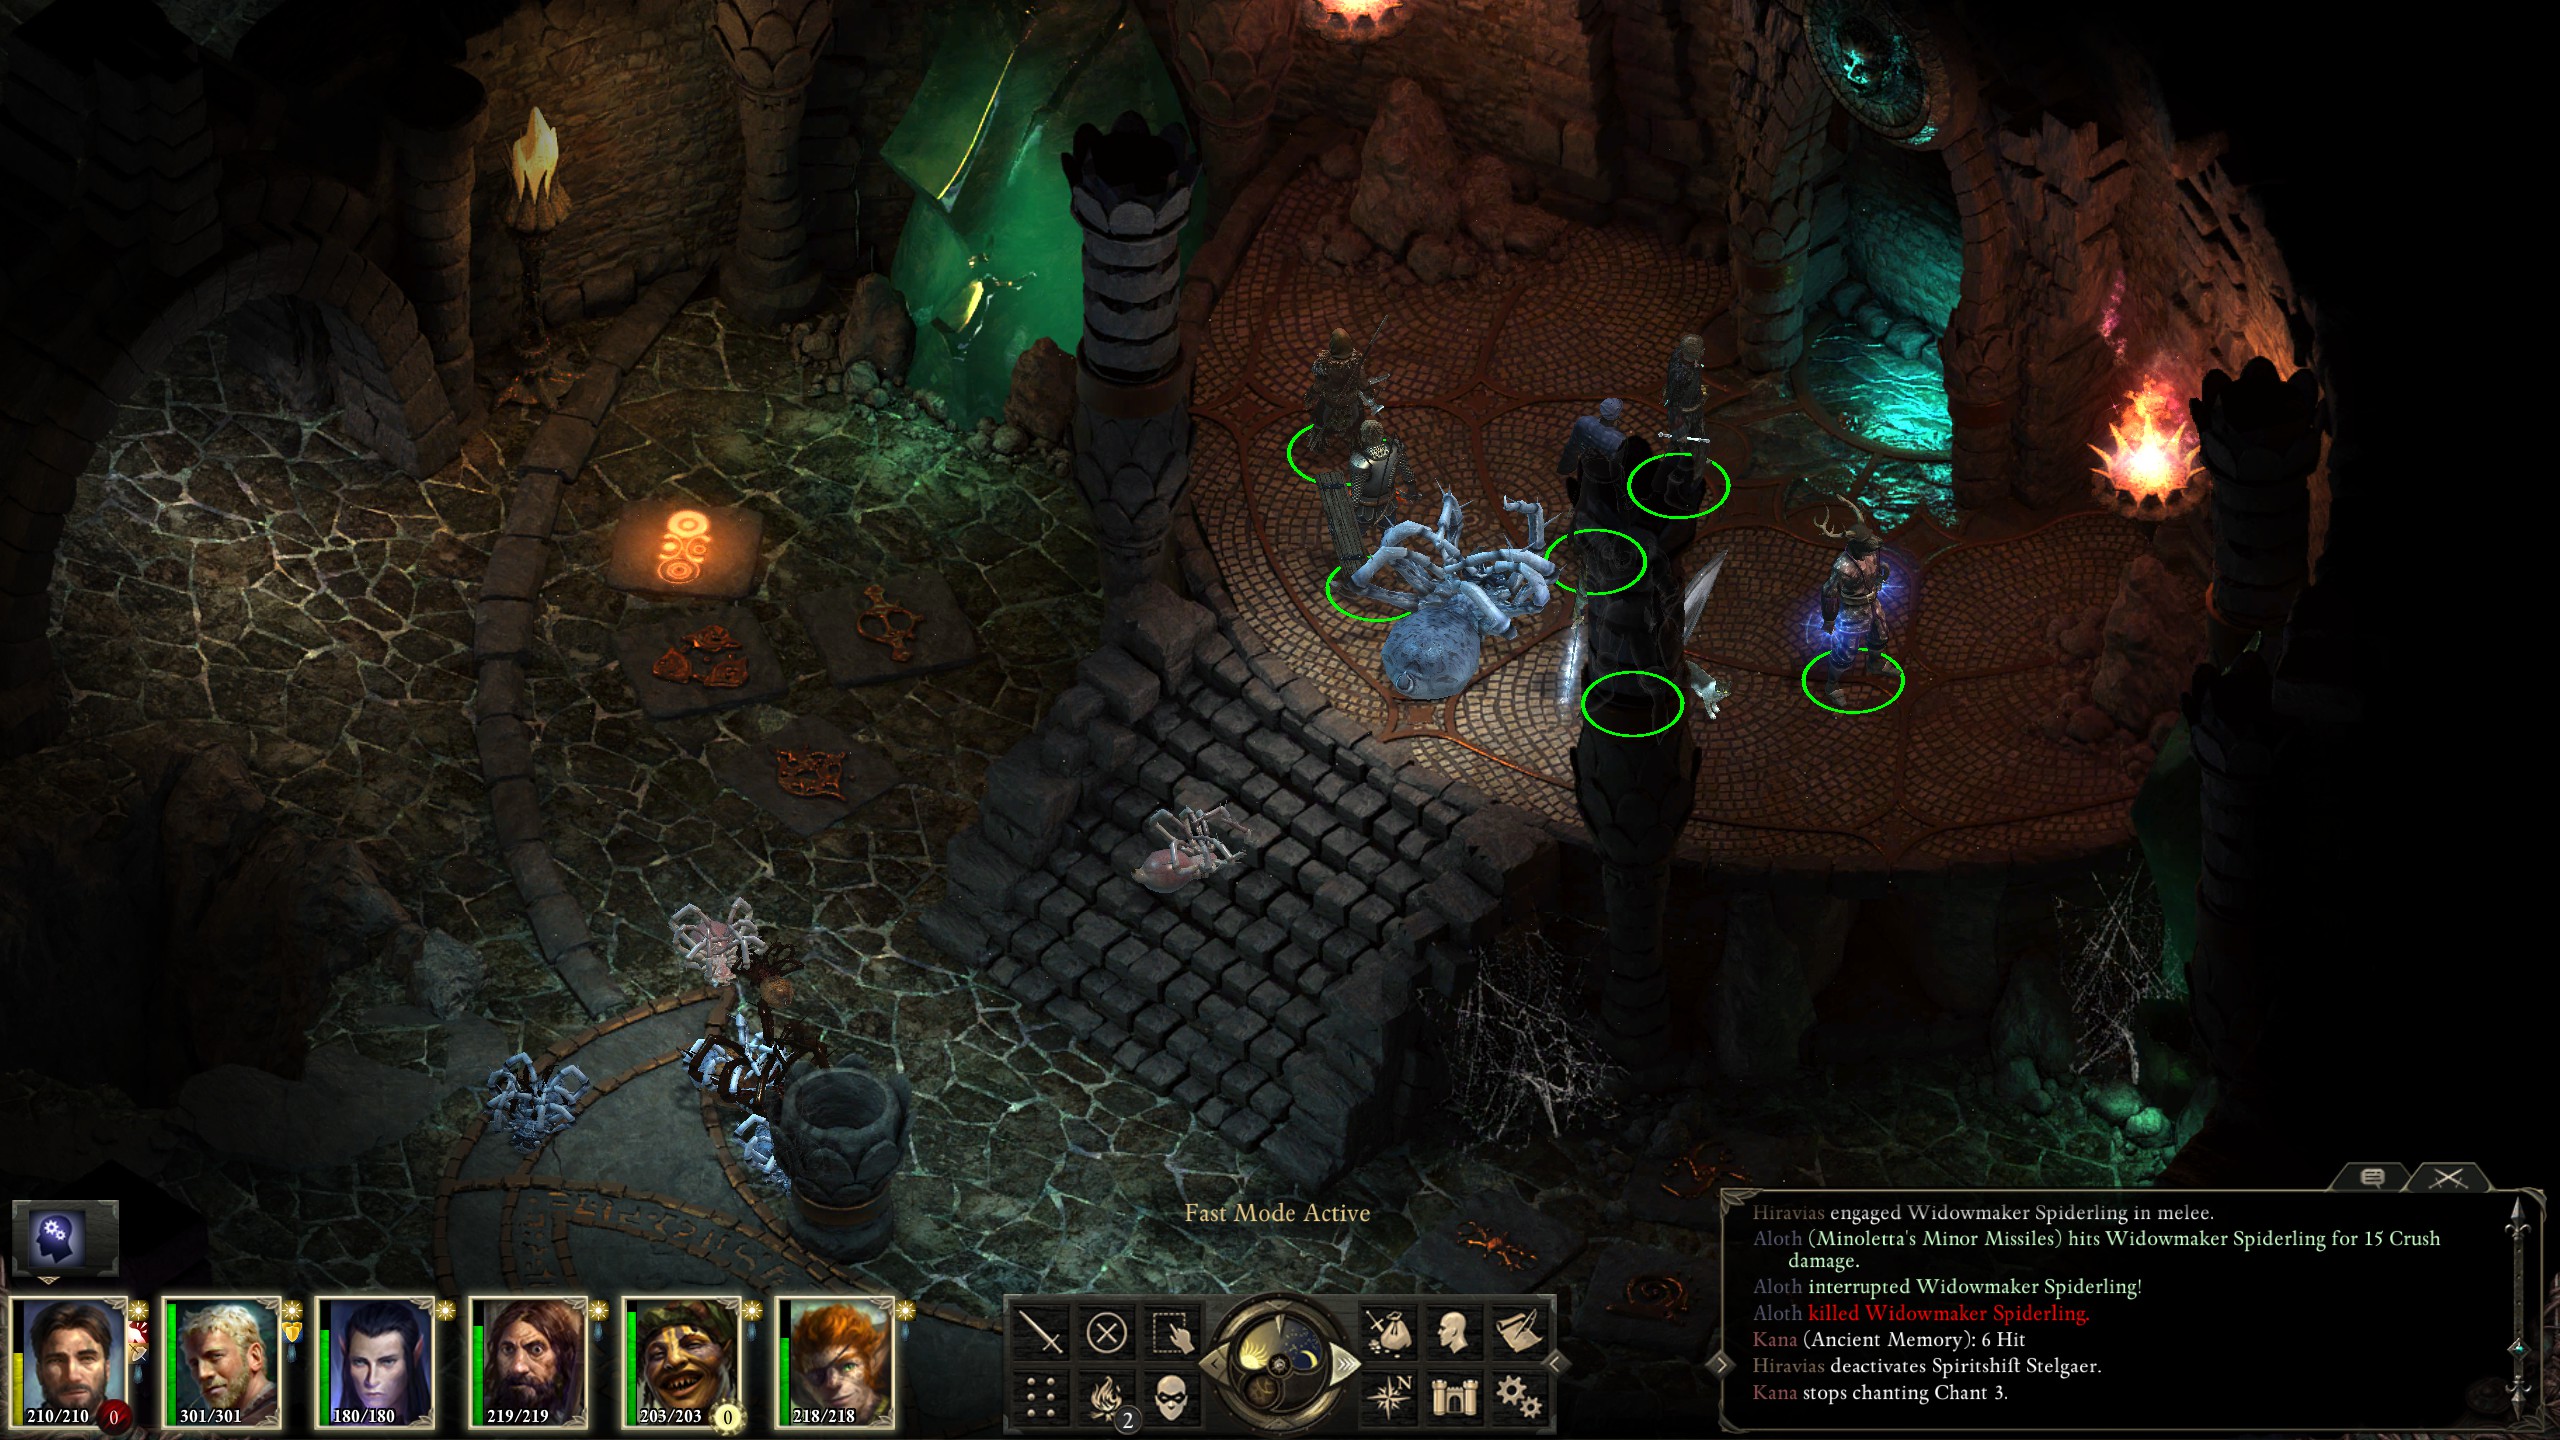 Fast Mode Active
Hiravias engaged Widowmaker Spiderling in melee.
Aloth (Minoletta's Minor Missiles) hits Widowmaker Spiderling for 15 Crush
damage.
Aloth interrupted Widowmaker Spiderling!
Aloth killed Widowmaker Spiderling.
Kana (Ancient Memory): 6 Hit
Hiravias deactivates Spiritshift Stelgaer.
Kana stops chanting Chant 3.
210/210 0
301/301
180/180
219/219
203/203 0
218/218
2
N